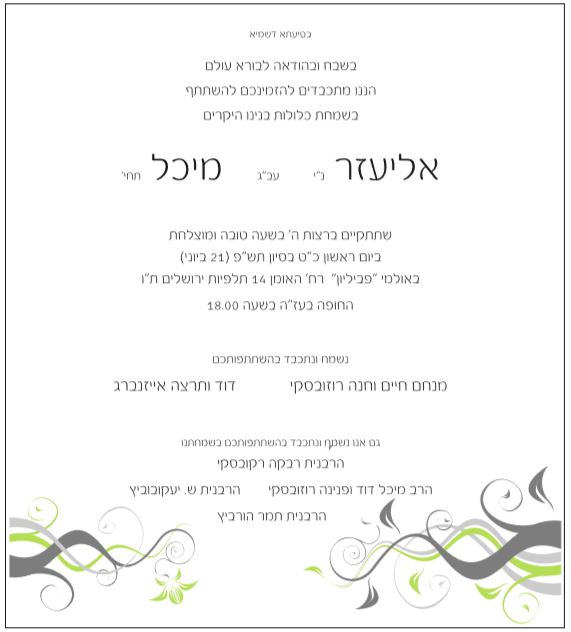 בסיעתא דשמיא
בשבח ובהודאה לבורא עולם
הננו מתכבדים להזמינכם להשתתף
בשמחת כלולות בנינו היקרים
אליעזר נ"י עב"ג מיכל תחי'
שתתקיים ברצות ה' בשעה טובה ומוצלחת
ביום ראשון כ"ט בסיון תש"פ (21 ביוני)
באולמי "פביליון" רח' האומן 14 תלפיות ירושלים ת"ו
החופה בעז"ה בשעה 18.00
נשמח ונתכבד בהשתתפותכם
מנחם חיים וחנה רוזובסקי דוד ותרצה אייזנברג
גם אנו נשמח ונתכבד בהשתתפותכם בשמחתנו
הרבנית רבקה רקובסקי
הרב מיכל דוד ופנינה רוזובסקי הרבנית ש. יעקובוביץ
הרבנית תמר הורביץ